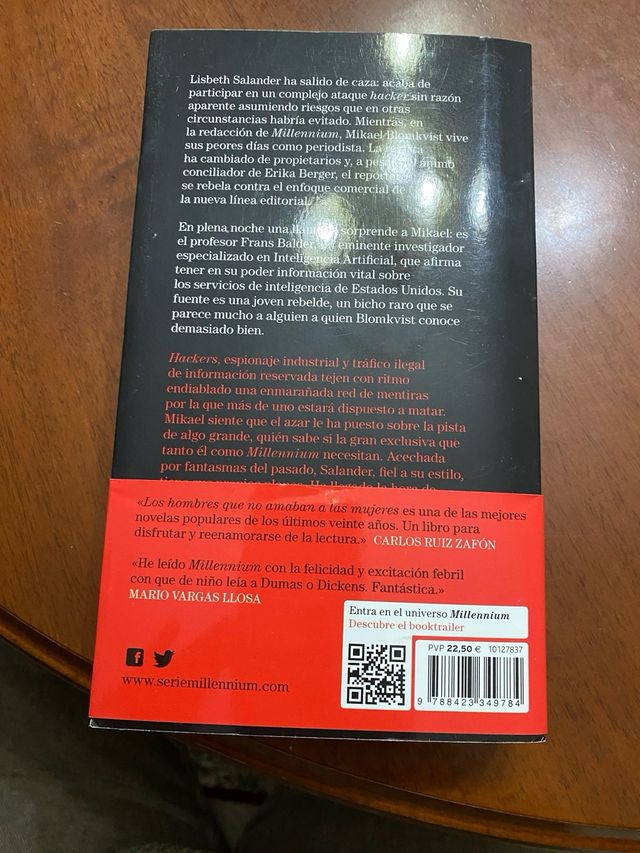 Lisbeth Salander ha salido de caza: acaba de
participar en un complejo ataque hacker sin razón
aparente asumiendo riesgos que en otras
circunstancias habría evitado. Mientras, en
la redacción de Millennium, Mikael Blomkvist vive
sus peores días como periodista. La revista
ha cambiado de propietarios y, a pesar del ánimo
conciliador de Erika Berger, el reportero
se rebela contra el enfoque comercial de
la nueva línea editorial.
En plena noche una llamada sorprende a Mikael: es
el profesor Frans Balder, un eminente investigador
especializado en Inteligencia Artificial, que afirma
tener en su poder información vital sobre
los servicios de inteligencia de Estados Unidos. Su
fuente es una joven rebelde, un bicho raro que se
parece mucho a alguien a quien Blomkvist conoce
demasiado bien.
Hackers, espionaje industrial y tráfico ilegal
de información reservada tejen con ritmo
endiablado una enmarañada red de mentiras
por la que más de uno estará dispuesto a matar.
Mikael siente que el azar le ha puesto sobre la pista
de algo grande, quién sabe si la gran exclusiva que
tanto él como Millennium necesitan. Acechada
por fantasmas del pasado, Salander, fiel a su estilo,
«Los hombres que no amaban a las mujeres es una de las mejores
novelas populares de los últimos veinte años. Un libro para
disfrutar y reenamorarse de la lectura.» CARLOS RUIZ ZAFÓN
«He leído Millennium con la felicidad y excitación febril
con que de niño leía a Dumas o Dickens. Fantástica.»
MARIO VARGAS LLOSA
Entra en el universo Millennium
Descubre el booktrailer
PVP 22,50 € 10127837
9 788423 349784
www.seriemillennium.com